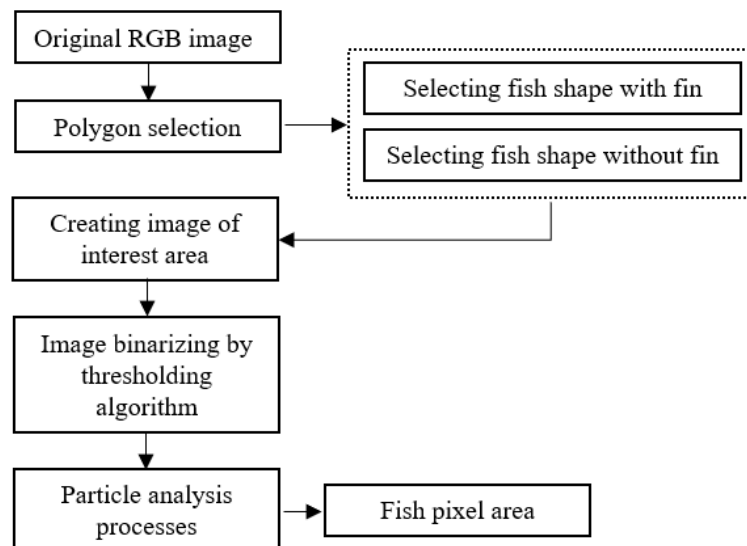 Original RGB image
Polygon selection
Selecting fish shape with fin
Selecting fish shape without fin
Creating image of
interest area
Image binarizing by
thresholding
algorithm
Particle analysis
processes
Fish pixel area